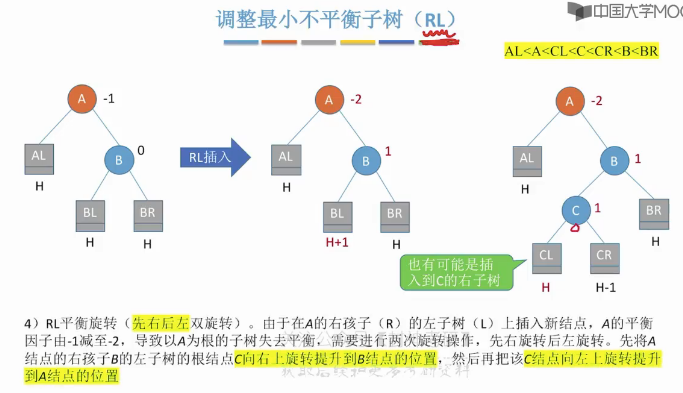 中国大学MOO
调整最小不平衡子树（RL）
AL<A<CL<C<CR<B<BR
A -1
B 0
AL
H
BL BR
H H
RL插入
A -2
B 1
AL
H
BL BR
H+1 H
A -2
B 1
AL
H
C 1
BR
H
CL CR
H H-1
也有可能是插
入到C的右子树
4）RL平衡旋转（先右后左双旋转）。由于在A的右孩子（R）的左子树（L）上插入新结点，A的平衡
因子由-1减至-2，导致以A为根的子树失去平衡，需要进行两次旋转操作，先右旋转后左旋转。先将A
结点的右孩子B的左子树的根结点C向右上旋转提升到B结点的位置，然后再把该C结点向左上旋转提升
到A结点的位置